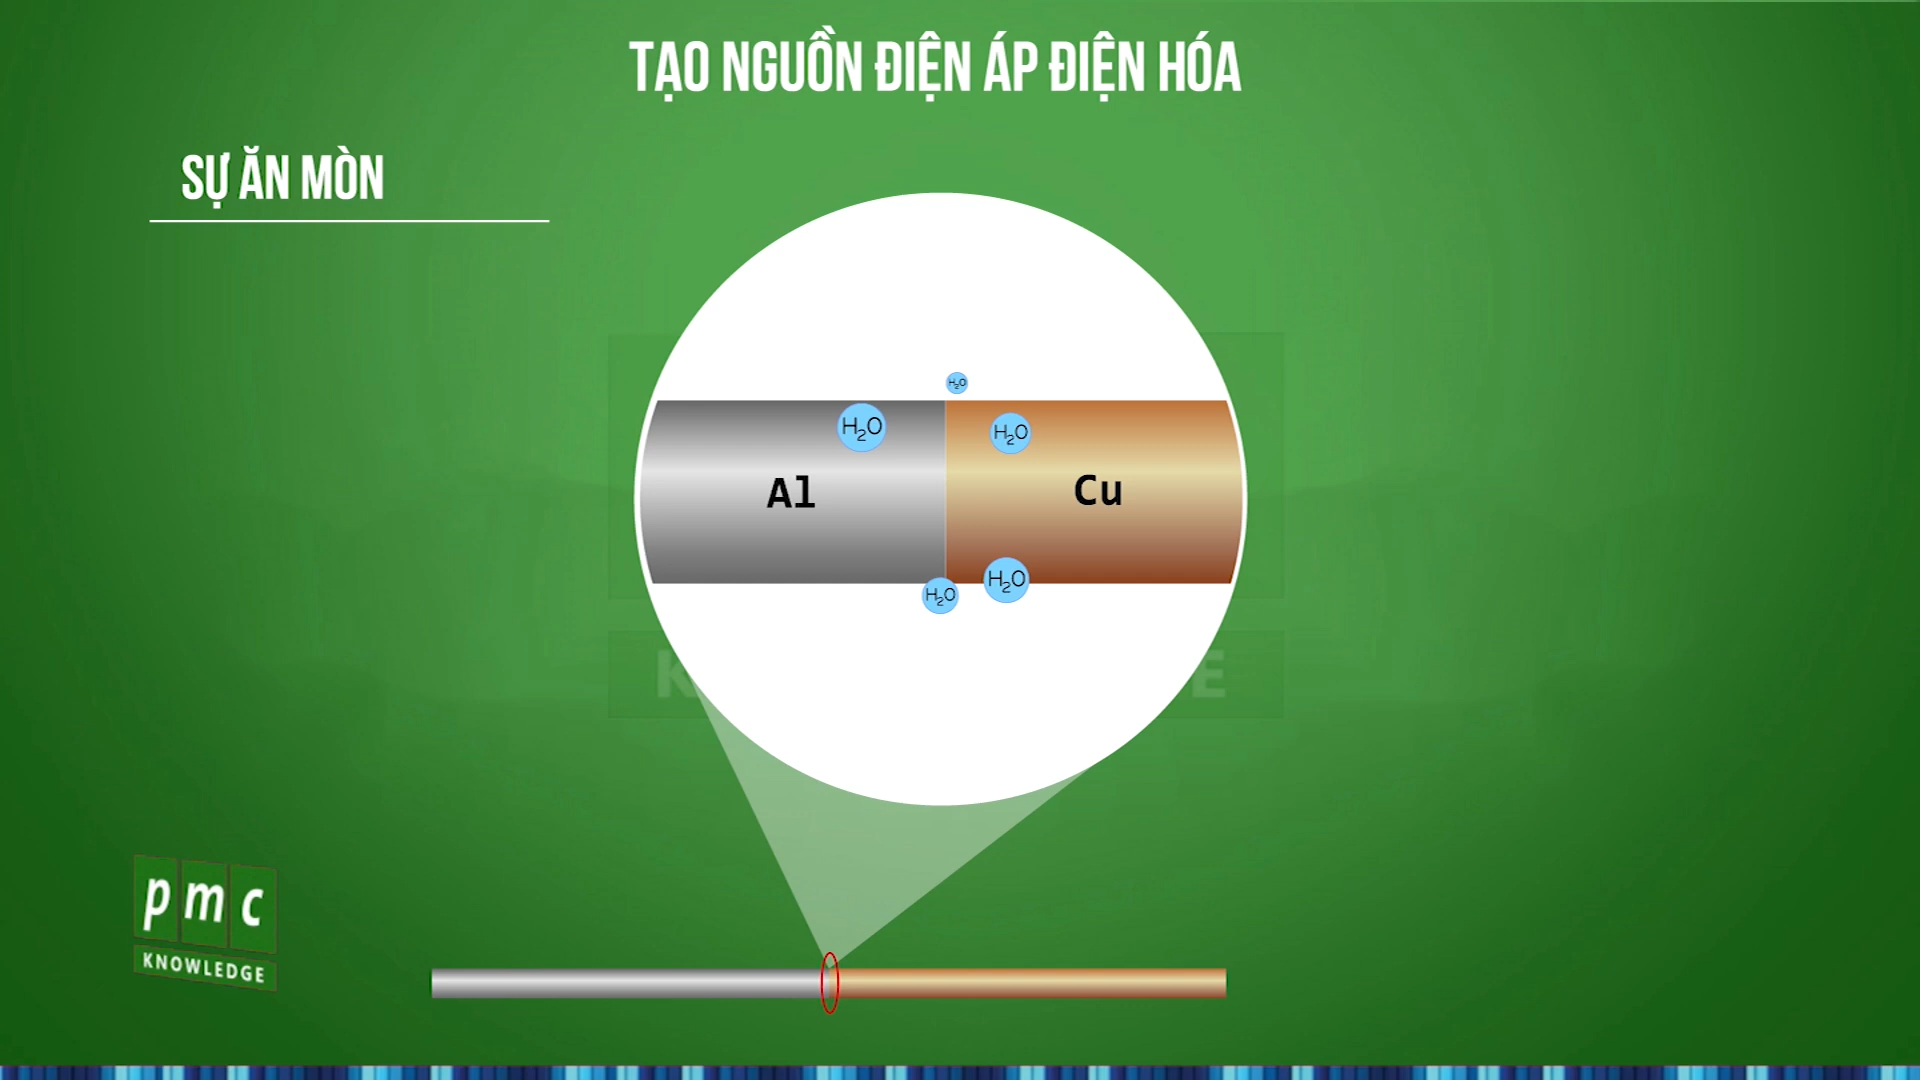 TẠO NGUỒN ĐIỆN ÁP ĐIỆN HÓA
SỰ ĂN MÒN
H₂O
H₂O
H₂O
Al
Cu
H₂O
H₂O
pmc
KNOWLEDGE